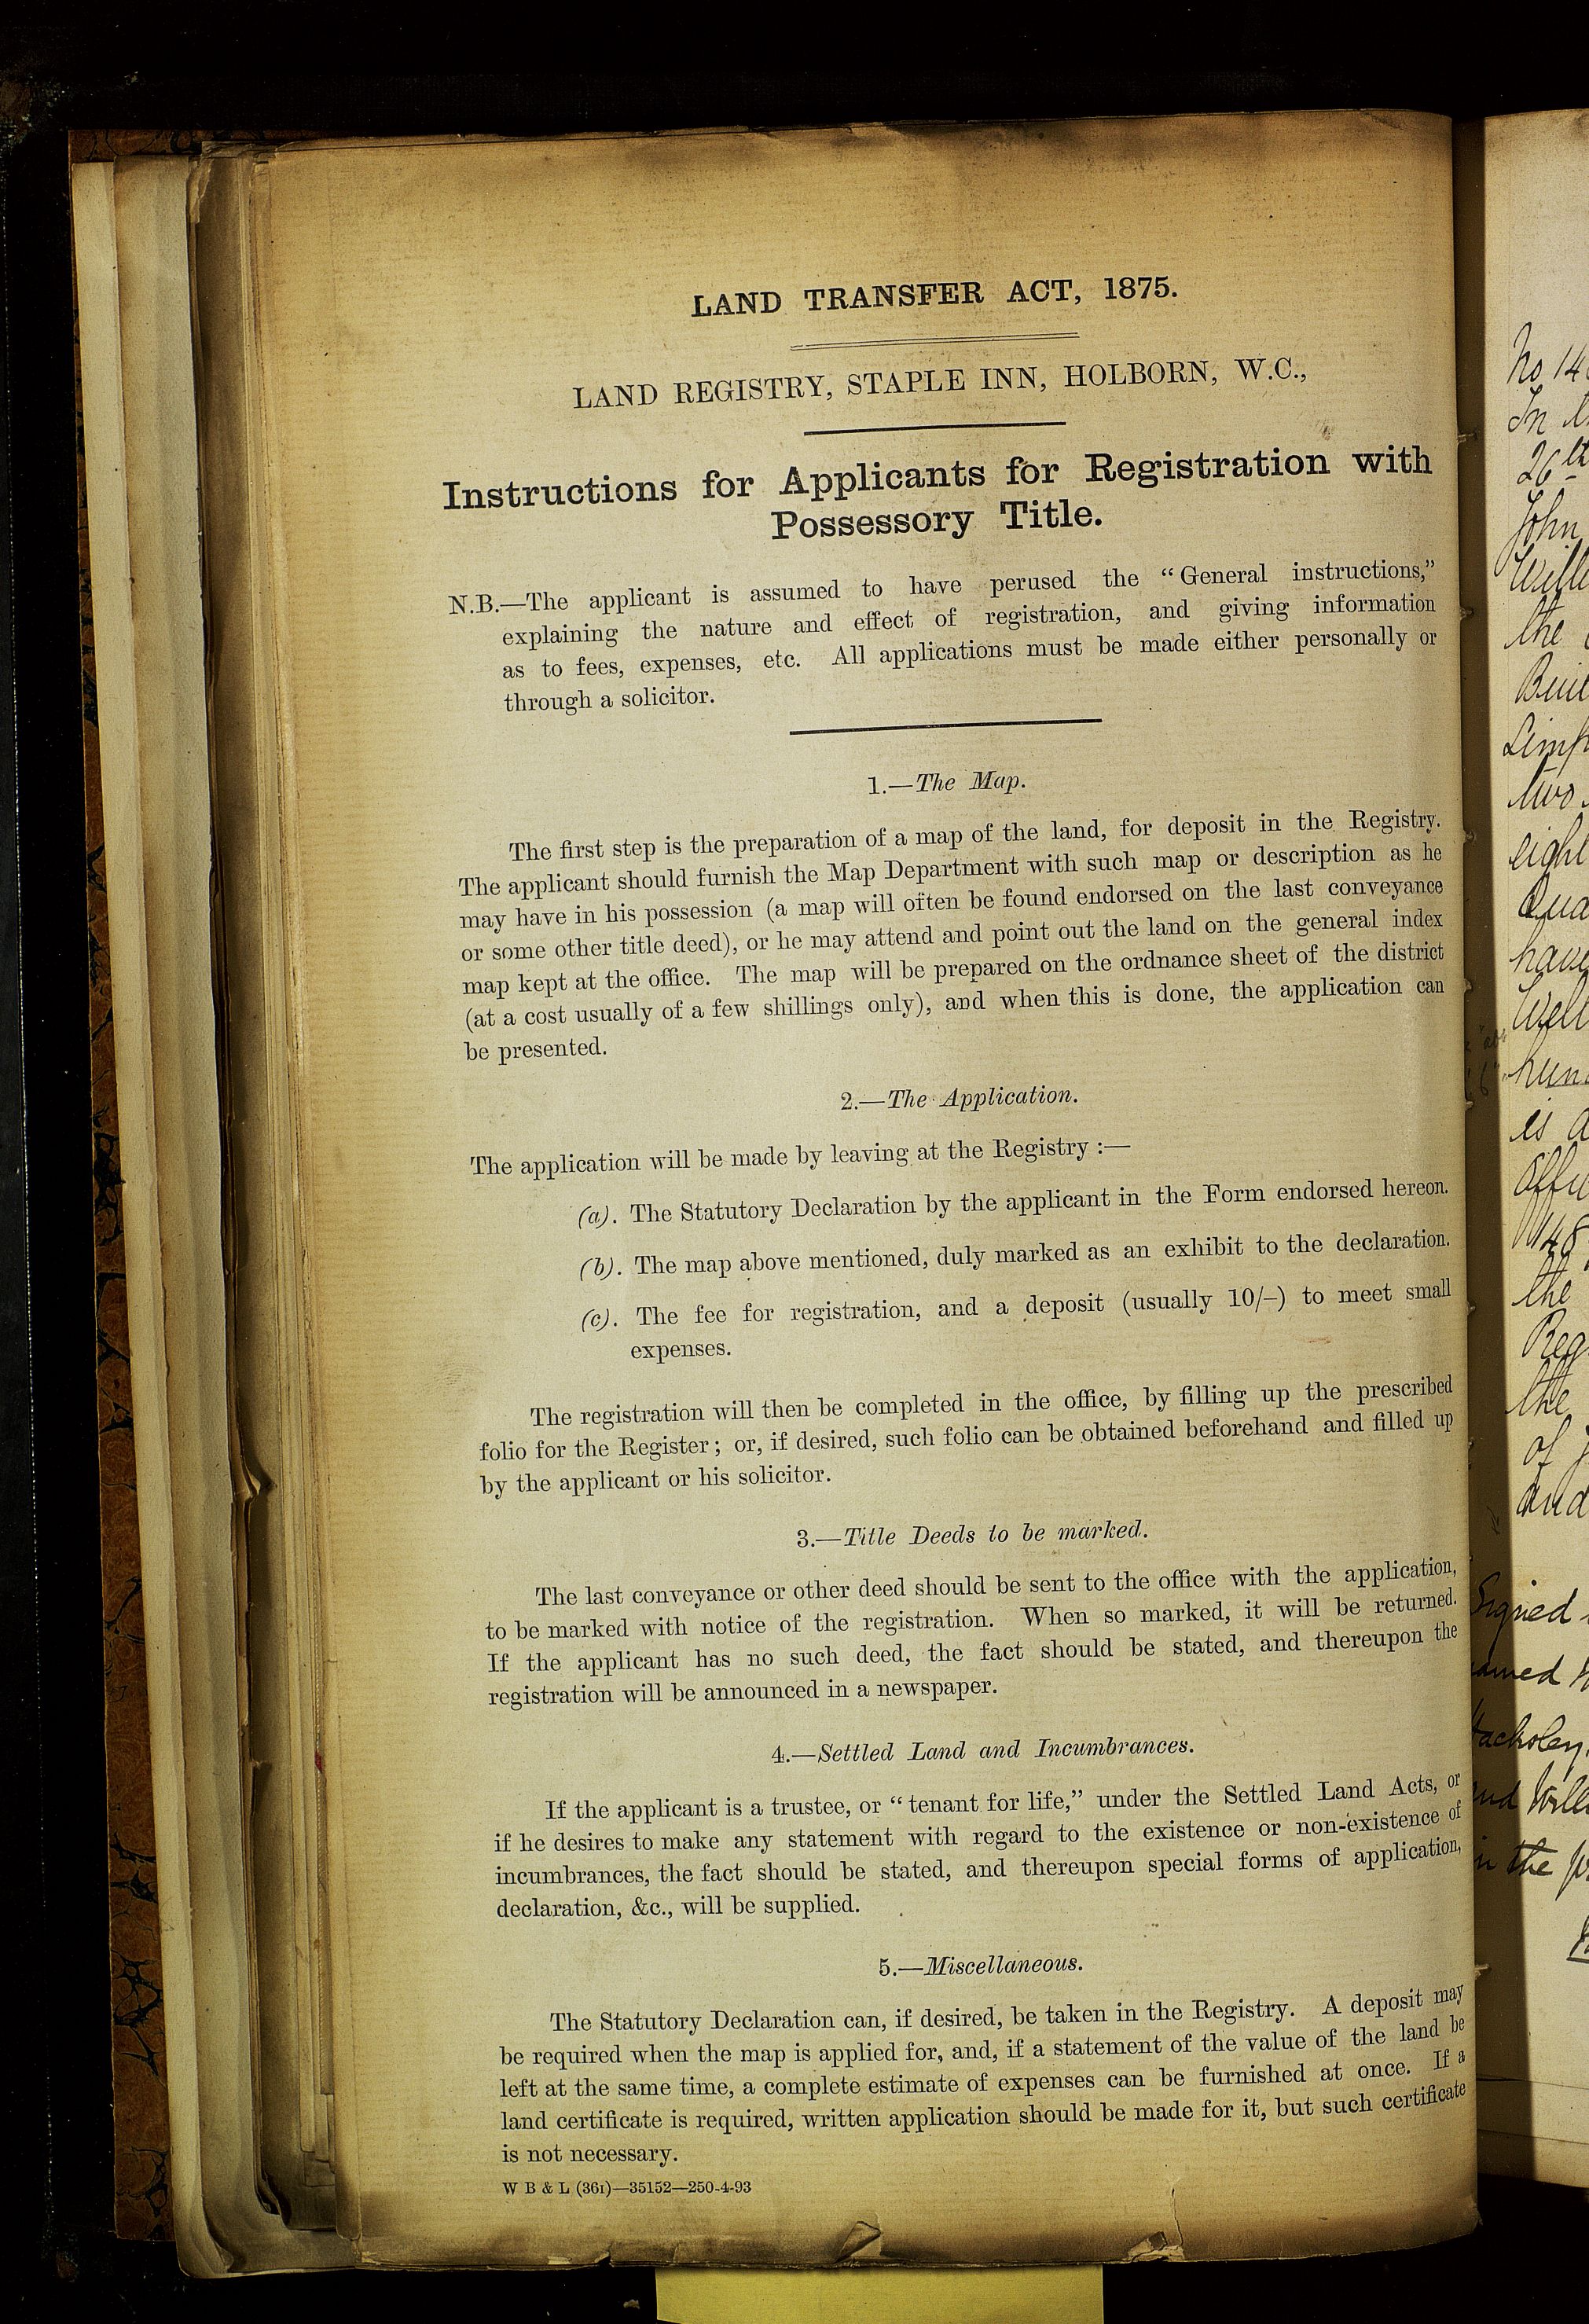 LAND TRANSFER ACT, 1875.
LAND REGISTRY, STAPLE INN, HOLBORN, W.C.,
Instructions for Applicants for Registration with
Possessory Title.
N.B.—The applicant is assumed to have perused the “General instructions,”
explaining the nature and effect of registration, and giving information
as to fees, expenses, etc. All applications must be made either personally or
through a solicitor.
1.—The Map.
The first step is the preparation of a map of the land, for deposit in the Registry.
The applicant should furnish the Map Department with such map or description as he
may have in his possession (a map will often be found endorsed on the last conveyance
or some other title deed), or he may attend and point out the land on the general index
map kept at the office. The map will be prepared on the ordnance sheet of the district
(at a cost usually of a few shillings only), and when this is done, the application can
be presented.
2.—The Application.
The application will be made by leaving at the Registry :—
(a). The Statutory Declaration by the applicant in the Form endorsed hereon.
(b). The map above mentioned, duly marked as an exhibit to the declaration.
(c). The fee for registration, and a deposit (usually 10/–) to meet small
expenses.
The registration will then be completed in the office, by filling up the prescribed
folio for the Register; or, if desired, such folio can be obtained beforehand and filled up
by the applicant or his solicitor.
3.—Title Deeds to be marked.
The last conveyance or other deed should be sent to the office with the application,
to be marked with notice of the registration. When so marked, it will be returned.
If the applicant has no such deed, the fact should be stated, and thereupon the
registration will be announced in a newspaper.
4.—Settled Land and Incumbrances.
If the applicant is a trustee, or “tenant for life,” under the Settled Land Acts, or
if he desires to make any statement with regard to the existence or non-existence of
incumbrances, the fact should be stated, and thereupon special forms of application,
declaration, &c., will be supplied.
5.—Miscellaneous.
The Statutory Declaration can, if desired, be taken in the Registry. A deposit may
be required when the map is applied for, and, if a statement of the value of the land be
left at the same time, a complete estimate of expenses can be furnished at once. If a
land certificate is required, written application should be made for it, but such certificate
is not necessary.
W B & L (361)—35152—250-4-93
No 14
In
26th
John
the
two
have
is
the
the
of
and
Signed
the